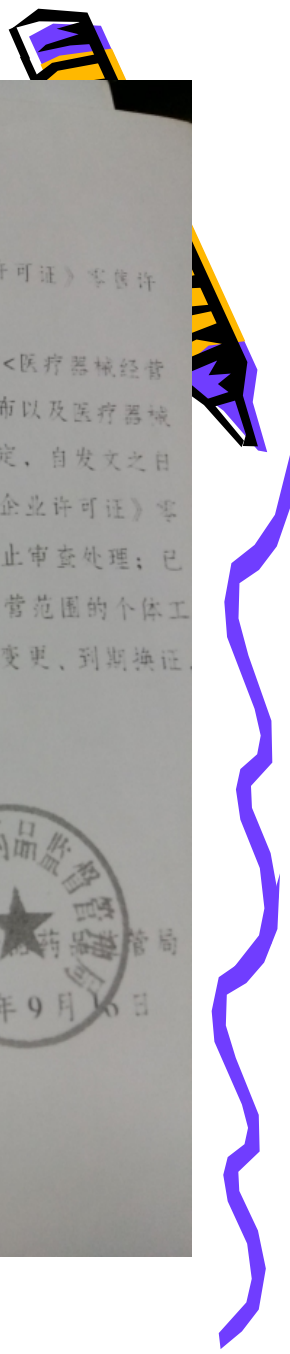 许可证》零售许
<医疗器械经营
布以及医疗器械
定，自发文之日
企业许可证》零
止审查处理；已
营范围的个体工
变更、到期换证，
药品监督管理局
药 管局
年9月16日